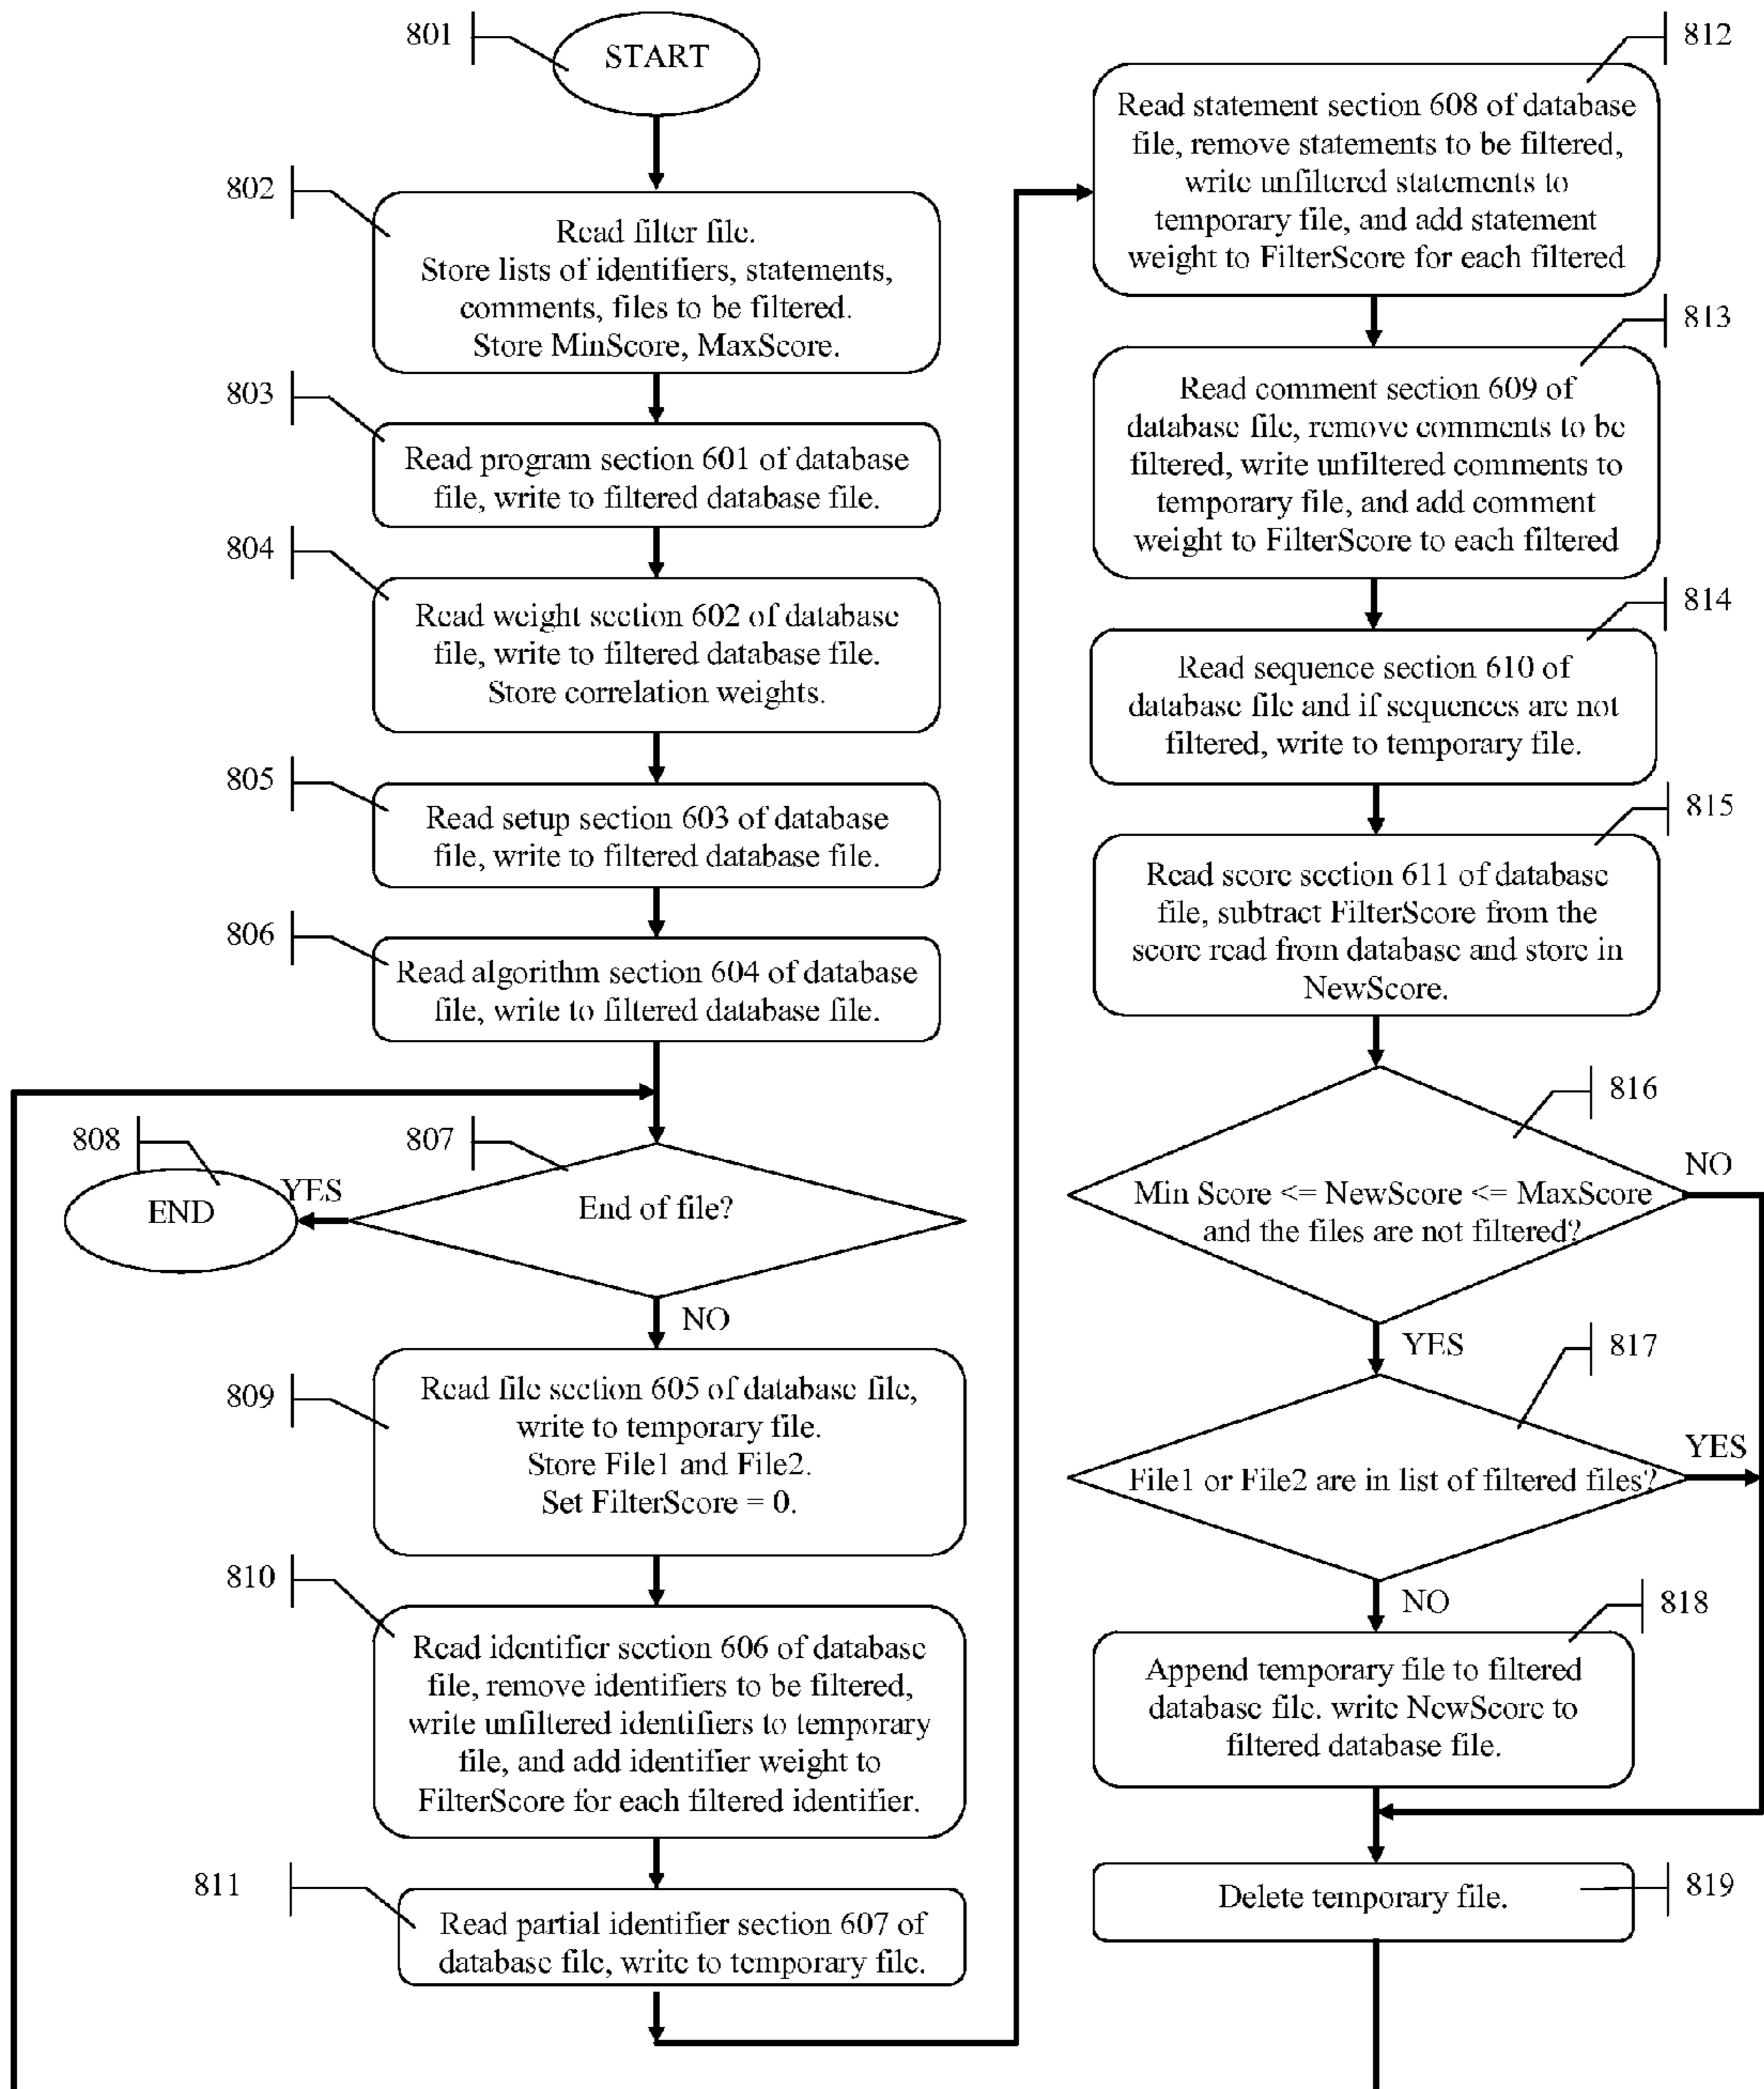 801
START
802
Read filter file.
Store lists of identifiers, statements,
comments, files to be filtered.
Store MinScore, MaxScore.
803
Read program section 601 of database
file, write to filtered database file.
804
Read weight section 602 of database
file, write to filtered database file.
Store correlation weights.
805
Read setup section 603 of database
file, write to filtered database file.
806
Read algorithm section 604 of database
file, write to filtered database file.
808
807
END
YES
End of file?
NO
809
Read file section 605 of database file,
write to temporary file.
Store File1 and File2.
Set FilterScore = 0.
810
Read identifier section 606 of database
file, remove identifiers to be filtered,
write unfiltered identifiers to temporary
file, and add identifier weight to
FilterScore for each filtered identifier.
811
Read partial identifier section 607 of
database file, write to temporary file.
812
Read statement section 608 of database
file, remove statements to be filtered,
write unfiltered statements to
temporary file, and add statement
weight to FilterScore for each filtered
813
Read comment section 609 of
database file, remove comments to be
filtered, write unfiltered comments to
temporary file, and add comment
weight to FilterScore to each filtered
814
Read sequence section 610 of
database file and if sequences are not
filtered, write to temporary file.
815
Read score section 611 of database
file, subtract FilterScore from the
score read from database and store in
NewScore.
816
NO
Min Score <= NewScore <= MaxScore
and the files are not filtered?
YES
817
YES
File1 or File2 are in list of filtered files?
NO
818
Append temporary file to filtered
database file. write NewScore to
filtered database file.
819
Delete temporary file.